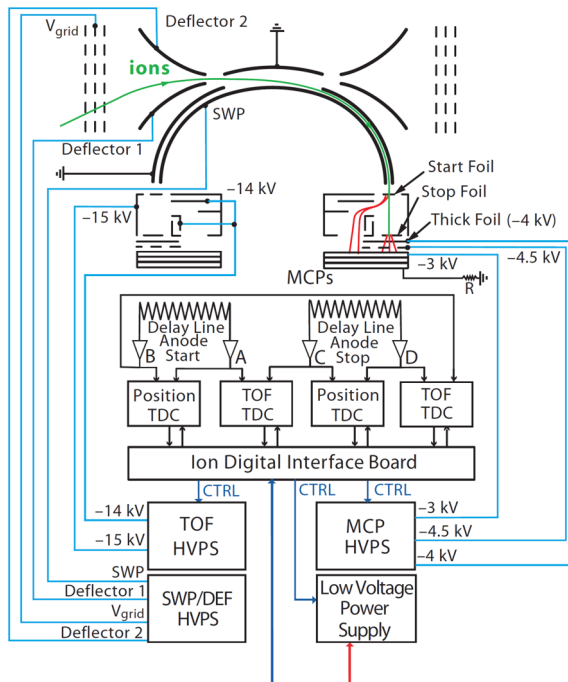 Deflector 2
V grid
ions
SWP
Deflector 1
–14 kV
–15 kV
Start Foil
Stop Foil
Thick Foil (–4 kV)
–4.5 kV
–3 kV
MCPs
R
Delay Line
Anode
Start
B
A
Delay Line
Anode
Stop
C
D
Position
TDC
TOF
TDC
Position
TDC
TOF
TDC
Ion Digital Interface Board
CTRL
CTRL
CTRL
–14 kV
–15 kV
TOF
HVPS
MCP
HVPS
–3 kV
–4.5 kV
–4 kV
SWP
Deflector 1
V grid
Deflector 2
SWP/DEF
HVPS
Low Voltage
Power
Supply